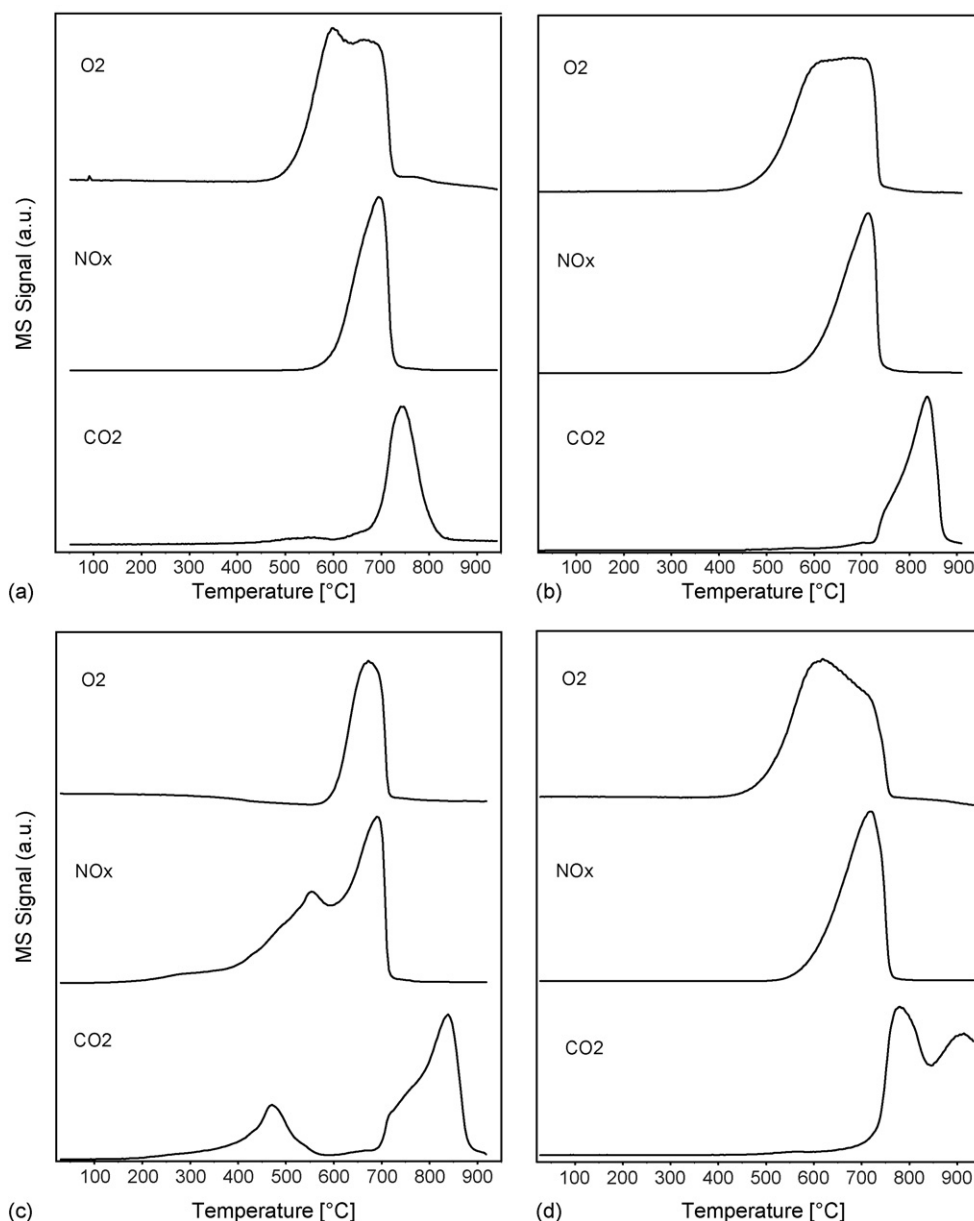 O2
NOx
CO2
MS Signal (a.u.)
100 200 300 400 500 600 700 800 900
(a) Temperature [°C]
O2
NOx
CO2
100 200 300 400 500 600 700 800 900
(b) Temperature [°C]
O2
NOx
CO2
MS Signal (a.u.)
100 200 300 400 500 600 700 800 900
(c) Temperature [°C]
O2
NOx
CO2
100 200 300 400 500 600 700 800 900
(d) Temperature [°C]